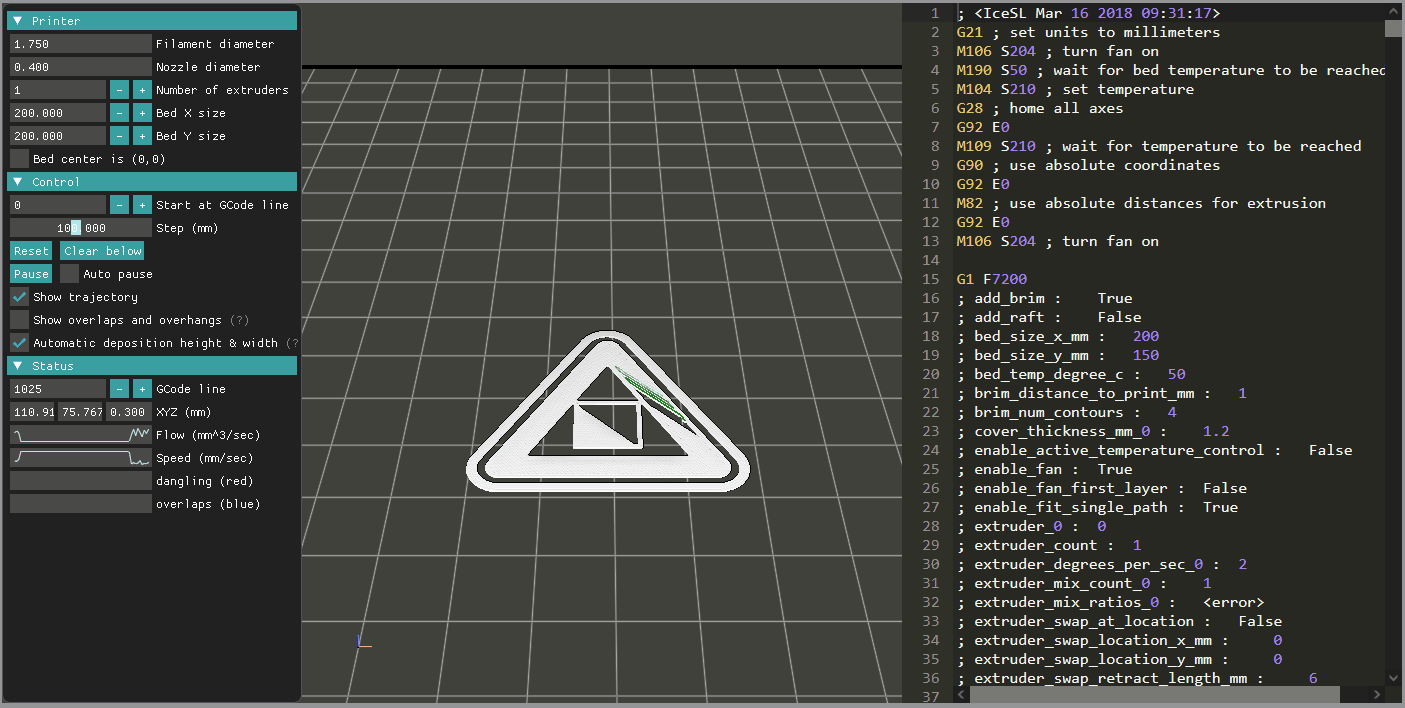 Printer
1.750 Filament diameter
0.400 Nozzle diameter
1 - + Number of extruders
200.000 - + Bed X size
200.000 - + Bed Y size
Bed center is (0,0)
Control
0 - + Start at GCode line
100.000 Step (mm)
Reset Clear below
Pause Auto pause
Show trajectory
Show overlaps and overhangs (?)
Automatic deposition height & width (?
Status
1025 - + GCode line
110.91 75.767 0.300 XYZ (mm)
Flow (mm^3/sec)
Speed (mm/sec)
dangling (red)
overlaps (blue)
1 ; <IceSL Mar 16 2018 09:31:17>
2 G21 ; set units to millimeters
3 M106 S204 ; turn fan on
4 M190 S50 ; wait for bed temperature to be reached
5 M104 S210 ; set temperature
6 G28 ; home all axes
7 G92 E0
8 M109 S210 ; wait for temperature to be reached
9 G90 ; use absolute coordinates
10 G92 E0
11 M82 ; use absolute distances for extrusion
12 G92 E0
13 M106 S204 ; turn fan on
14
15 G1 F7200
16 ; add_brim : True
17 ; add_raft : False
18 ; bed_size_x_mm : 200
19 ; bed_size_y_mm : 150
20 ; bed_temp_degree_c : 50
21 ; brim_distance_to_print_mm : 1
22 ; brim_num_contours : 4
23 ; cover_thickness_mm_0 : 1.2
24 ; enable_active_temperature_control : False
25 ; enable_fan : True
26 ; enable_fan_first_layer : False
27 ; enable_fit_single_path : True
28 ; extruder_0 : 0
29 ; extruder_count : 1
30 ; extruder_degrees_per_sec_0 : 2
31 ; extruder_mix_count_0 : 1
32 ; extruder_mix_ratios_0 : <error>
33 ; extruder_swap_at_location : False
34 ; extruder_swap_location_x_mm : 0
35 ; extruder_swap_location_y_mm : 0
36 ; extruder_swap_retract_length_mm : 6
37